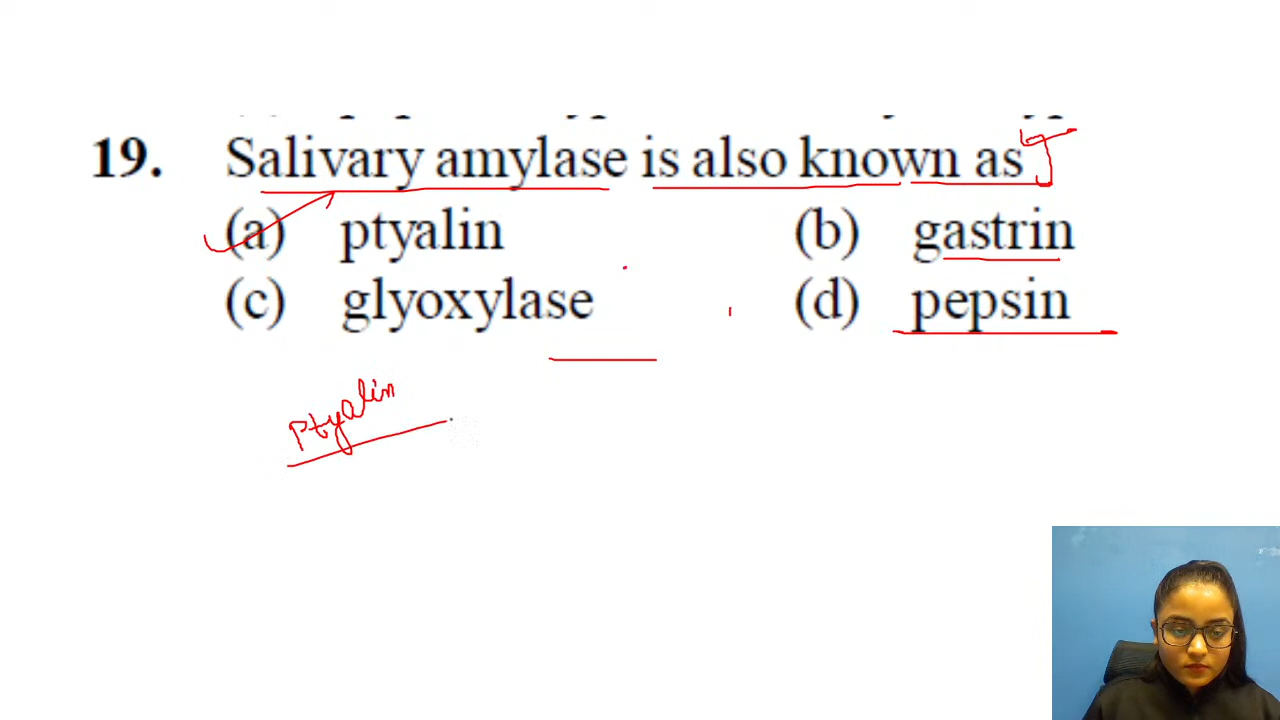 19. Salivary amylase is also known as
(a) ptyalin (b) gastrin
(c) glyoxylase (d) pepsin
Ptyalin